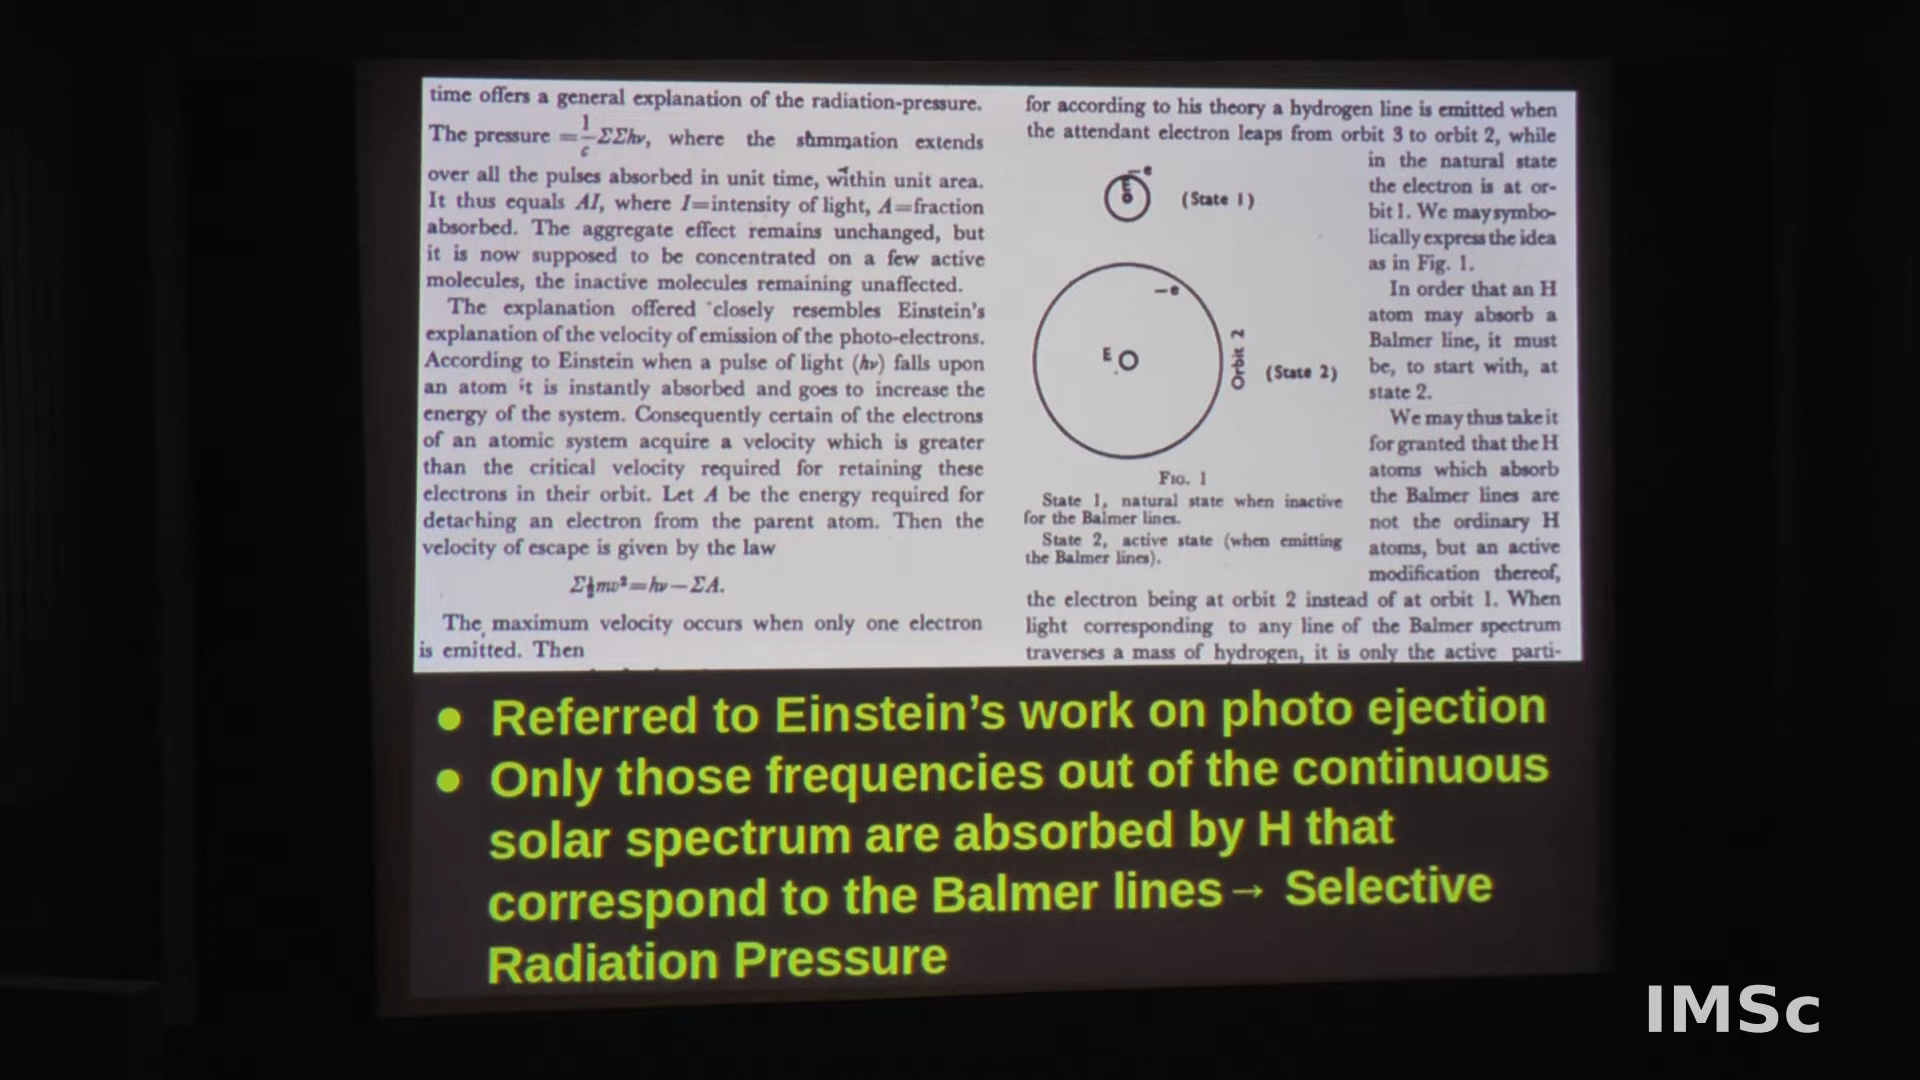 time offers a general explanation of the radiation-pressure.
The pressure = 1/c ΣΣhν, where the summation extends
over all the pulses absorbed in unit time, within unit area.
It thus equals AI, where I=intensity of light, A=fraction
absorbed. The aggregate effect remains unchanged, but
it is now supposed to be concentrated on a few active
molecules, the inactive molecules remaining unaffected.
The explanation offered closely resembles Einstein's
explanation of the velocity of emission of the photo-electrons.
According to Einstein when a pulse of light (hν) falls upon
an atom it is instantly absorbed and goes to increase the
energy of the system. Consequently certain of the electrons
of an atomic system acquire a velocity which is greater
than the critical velocity required for retaining these
electrons in their orbit. Let A be the energy required for
detaching an electron from the parent atom. Then the
velocity of escape is given by the law
Σ½mv²=hν—ΣA.
The maximum velocity occurs when only one electron
is emitted. Then
for according to his theory a hydrogen line is emitted when
the attendant electron leaps from orbit 3 to orbit 2, while
in the natural state
the electron is at or-
bit 1. We may symbo-
lically express the idea
as in Fig. 1.
In order that an H
atom may absorb a
Balmer line, it must
be, to start with, at
state 2.
We may thus take it
for granted that the H
atoms which absorb
the Balmer lines are
not the ordinary H
atoms, but an active
modification thereof,
—e
E
(State 1)
—e
E
Orbit 2
(State 2)
FIG. 1
State 1, natural state when inactive
for the Balmer lines.
State 2, active state (when emitting
the Balmer lines).
the electron being at orbit 2 instead of at orbit 1. When
light corresponding to any line of the Balmer spectrum
traverses a mass of hydrogen, it is only the active parti-
● Referred to Einstein’s work on photo ejection
● Only those frequencies out of the continuous
solar spectrum are absorbed by H that
correspond to the Balmer lines→ Selective
Radiation Pressure
IMSc